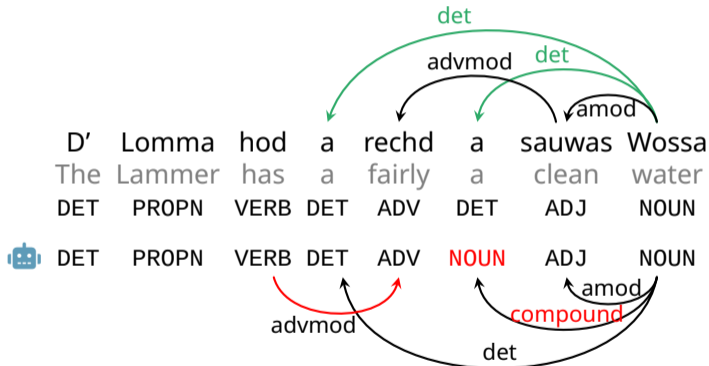 det
advmod det
amod
D’ Lomma hod a rechd a sauwas Wossa
The Lammer has a fairly a clean water
DET PROPN VERB DET ADV DET ADJ NOUN
DET PROPN VERB DET ADV NOUN ADJ NOUN
amod
compound
advmod
det